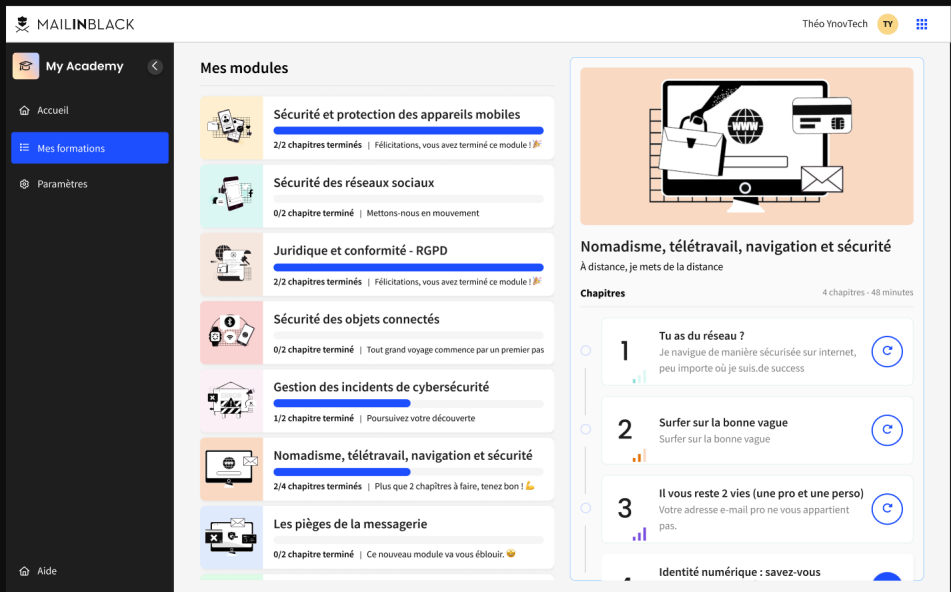 MAILINBLACK
Théo YnovTech
TY
My Academy
Accueil
Mes formations
Paramètres
Aide
Mes modules
Sécurité et protection des appareils mobiles
2/2 chapitres terminés | Félicitations, vous avez terminé ce module ! 🎉
Sécurité des réseaux sociaux
0/2 chapitre terminé | Mettons-nous en mouvement
Juridique et conformité - RGPD
2/2 chapitres terminés | Félicitations, vous avez terminé ce module ! 🎉
Sécurité des objets connectés
0/2 chapitre terminé | Tout grand voyage commence par un premier pas
Gestion des incidents de cybersécurité
1/2 chapitre terminé | Poursuivez votre découverte
Nomadisme, télétravail, navigation et sécurité
2/4 chapitres terminés | Plus que 2 chapîtres à faire, tenez bon ! 💪
Les pièges de la messagerie
0/2 chapitre terminé | Ce nouveau module va vous éblouir. 🤩
WWW
Nomadisme, télétravail, navigation et sécurité
À distance, je mets de la distance
Chapitres
4 chapitres - 48 minutes
1
Tu as du réseau ?
Je navigue de manière sécurisée sur internet,
peu importe où je suis.de success
2
Surfer sur la bonne vague
Surfer sur la bonne vague
3
Il vous reste 2 vies (une pro et une perso)
Votre adresse e-mail pro ne vous appartient
pas.
Identité numérique : savez-vous